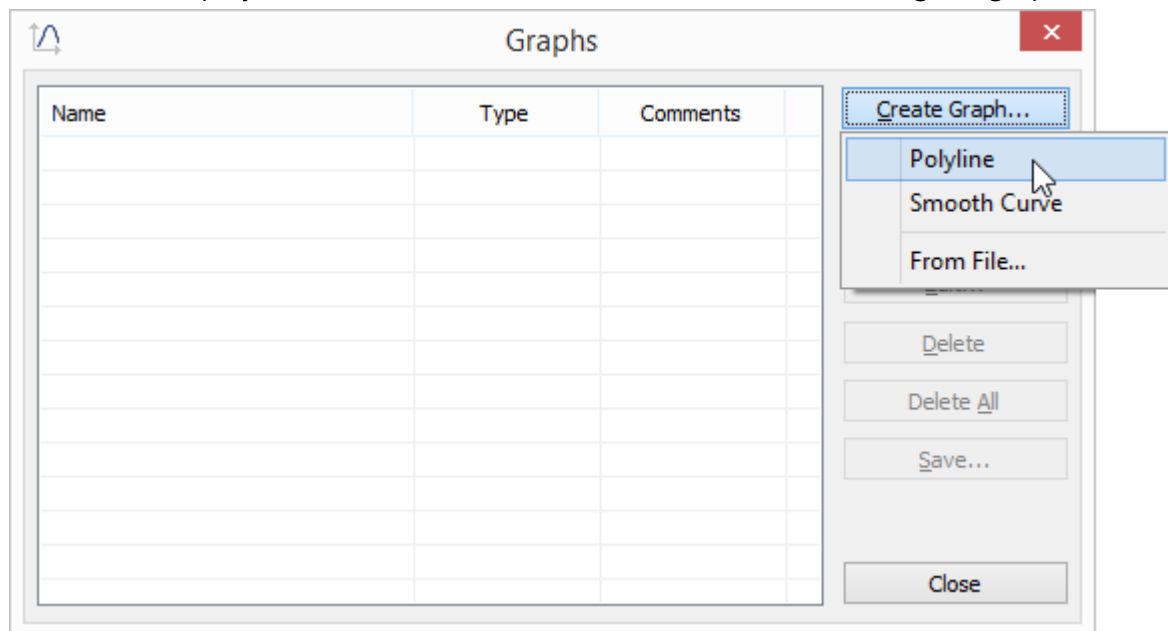 Graphs
Name Type Comments
Create Graph...
Polyline
Smooth Curve
From File...
Delete
Delete All
Save...
Close